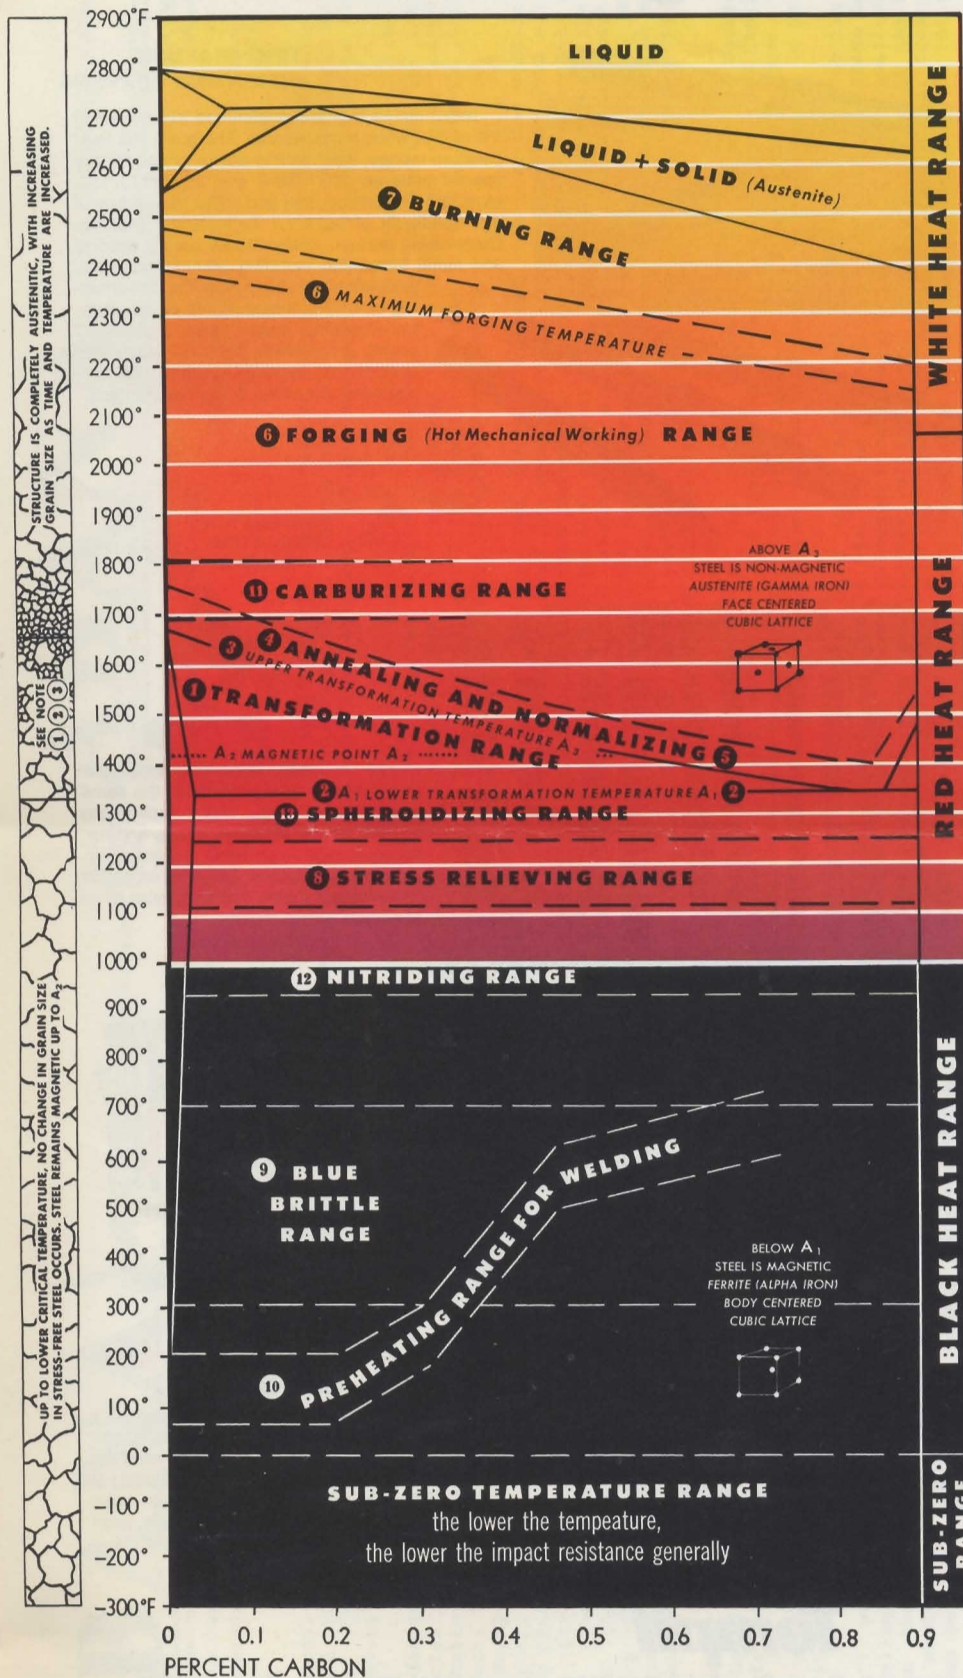 2900°F
2800°
2700°
2600°
2500°
2400°
2300°
2200°
2100°
2000°
1900°
1800°
1700°
1600°
1500°
1400°
1300°
1200°
1100°
1000°
900°
800°
700°
600°
500°
400°
300°
200°
100°
0°
-100°
-200°
-300°F
STRUCTURE IS COMPLETELY AUSTENITIC, WITH INCREASING
GRAIN SIZE AS TIME AND TEMPERATURE ARE INCREASED.
SEE NOTE
1 2 3
UP TO LOWER CRITICAL TEMPERATURE, NO CHANGE IN GRAIN SIZE
IN STRESS-FREE STEEL OCCURS. STEEL REMAINS MAGNETIC UP TO A2
LIQUID
LIQUID + SOLID (Austenite)
7 BURNING RANGE
6 MAXIMUM FORGING TEMPERATURE
6 FORGING (Hot Mechanical Working) RANGE
ABOVE A3
STEEL IS NON-MAGNETIC
AUSTENITE (GAMMA IRON)
FACE CENTERED
CUBIC LATTICE
11 CARBURIZING RANGE
4 ANNEALING AND NORMALIZING 5
3 UPPER TRANSFORMATION TEMPERATURE A3
1 TRANSFORMATION RANGE
A2 MAGNETIC POINT A2
2 A1 LOWER TRANSFORMATION TEMPERATURE A1 2
13 SPHEROIDIZING RANGE
8 STRESS RELIEVING RANGE
12 NITRIDING RANGE
9 BLUE
BRITTLE
RANGE
10 PREHEATING RANGE FOR WELDING
BELOW A1
STEEL IS MAGNETIC
FERRITE (ALPHA IRON)
BODY CENTERED
CUBIC LATTICE
SUB-ZERO TEMPERATURE RANGE
the lower the tempeature,
the lower the impact resistance generally
WHITE HEAT RANGE
RED HEAT RANGE
BLACK HEAT RANGE
SUB-ZERO
RANGE
0 0.1 0.2 0.3 0.4 0.5 0.6 0.7 0.8 0.9
PERCENT CARBON